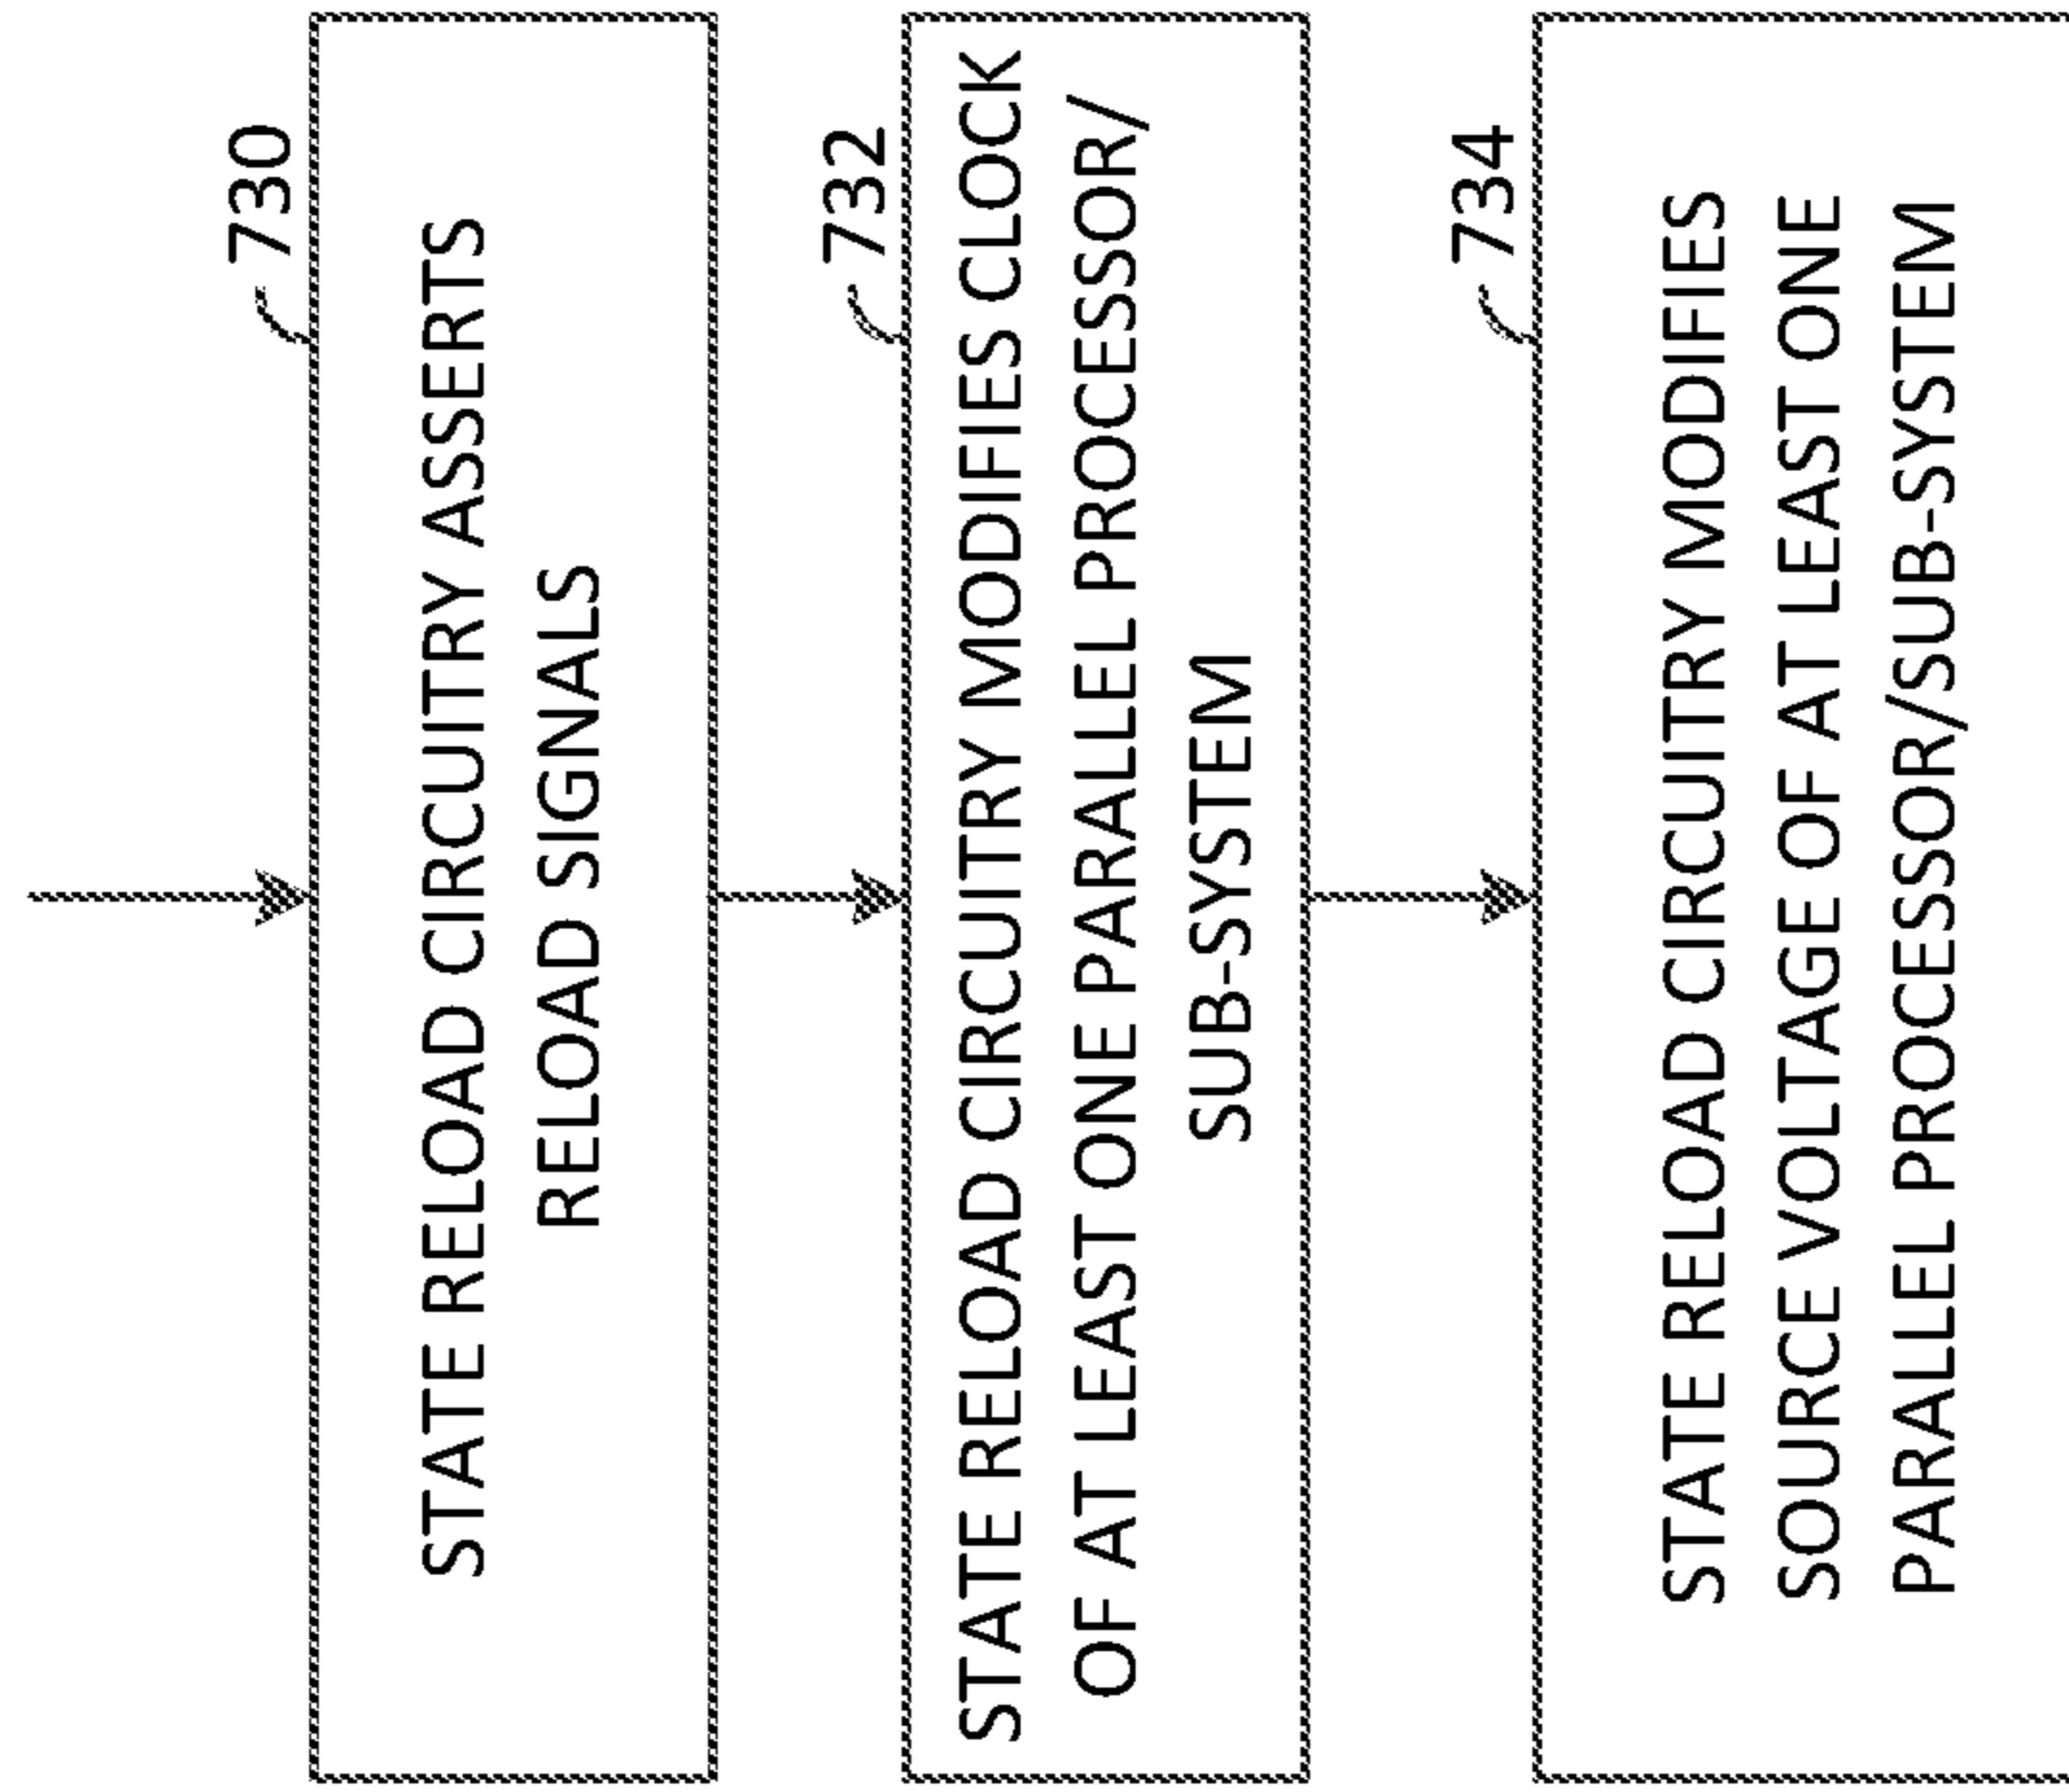 730
STATE RELOAD CIRCUITRY ASSERTS
RELOAD SIGNALS
732
STATE RELOAD CIRCUITRY MODIFIES CLOCK
OF AT LEAST ONE PARALLEL PROCESSOR/
SUB-SYSTEM
734
STATE RELOAD CIRCUITRY MODIFIES
SOURCE VOLTAGE OF AT LEAST ONE
PARALLEL PROCESSOR/SUB-SYSTEM